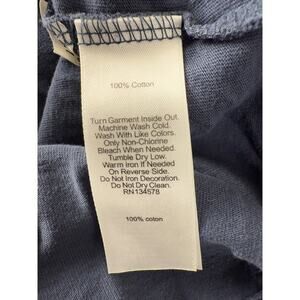 100% Cotton
Turn Garment Inside Out.
Machine Wash Cold.
Wash With Like Colors.
Only Non-Chlorine
Bleach When Needed.
Tumble Dry Low.
Warm Iron If Needed
On Reverse Side.
Do Not Iron Decoration.
Do Not Dry Clean.
RN134578
100% coton